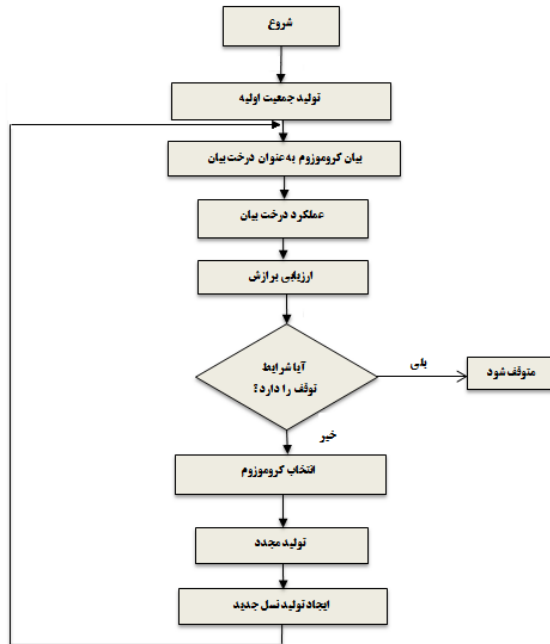 شروع
تولید جمعیت اولیه
بیان کروموزوم به عنوان درخت بیان
عملکرد درخت بیان
ارزیابی برازش
آیا شرایط
توقف را دارد؟
بلی
متوقف شود
خیر
انتخاب کروموزوم
تولید مجدد
ایجاد تولید نسل جدید